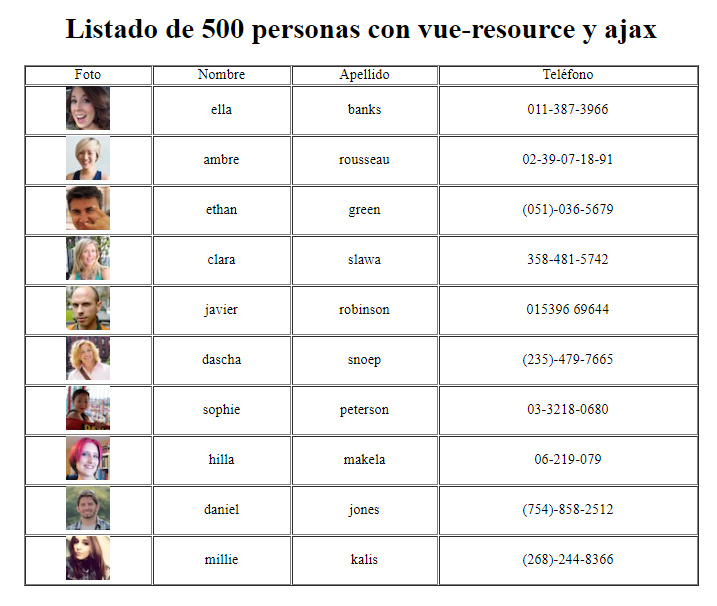 Listado de 500 personas con vue-resource y ajax
Foto Nombre Apellido Teléfono
ella banks 011-387-3966
ambre rousseau 02-39-07-18-91
ethan green (051)-036-5679
clara slawa 358-481-5742
javier robinson 015396 69644
dascha snoep (235)-479-7665
sophie peterson 03-3218-0680
hilla makela 06-219-079
daniel jones (754)-858-2512
millie kalis (268)-244-8366